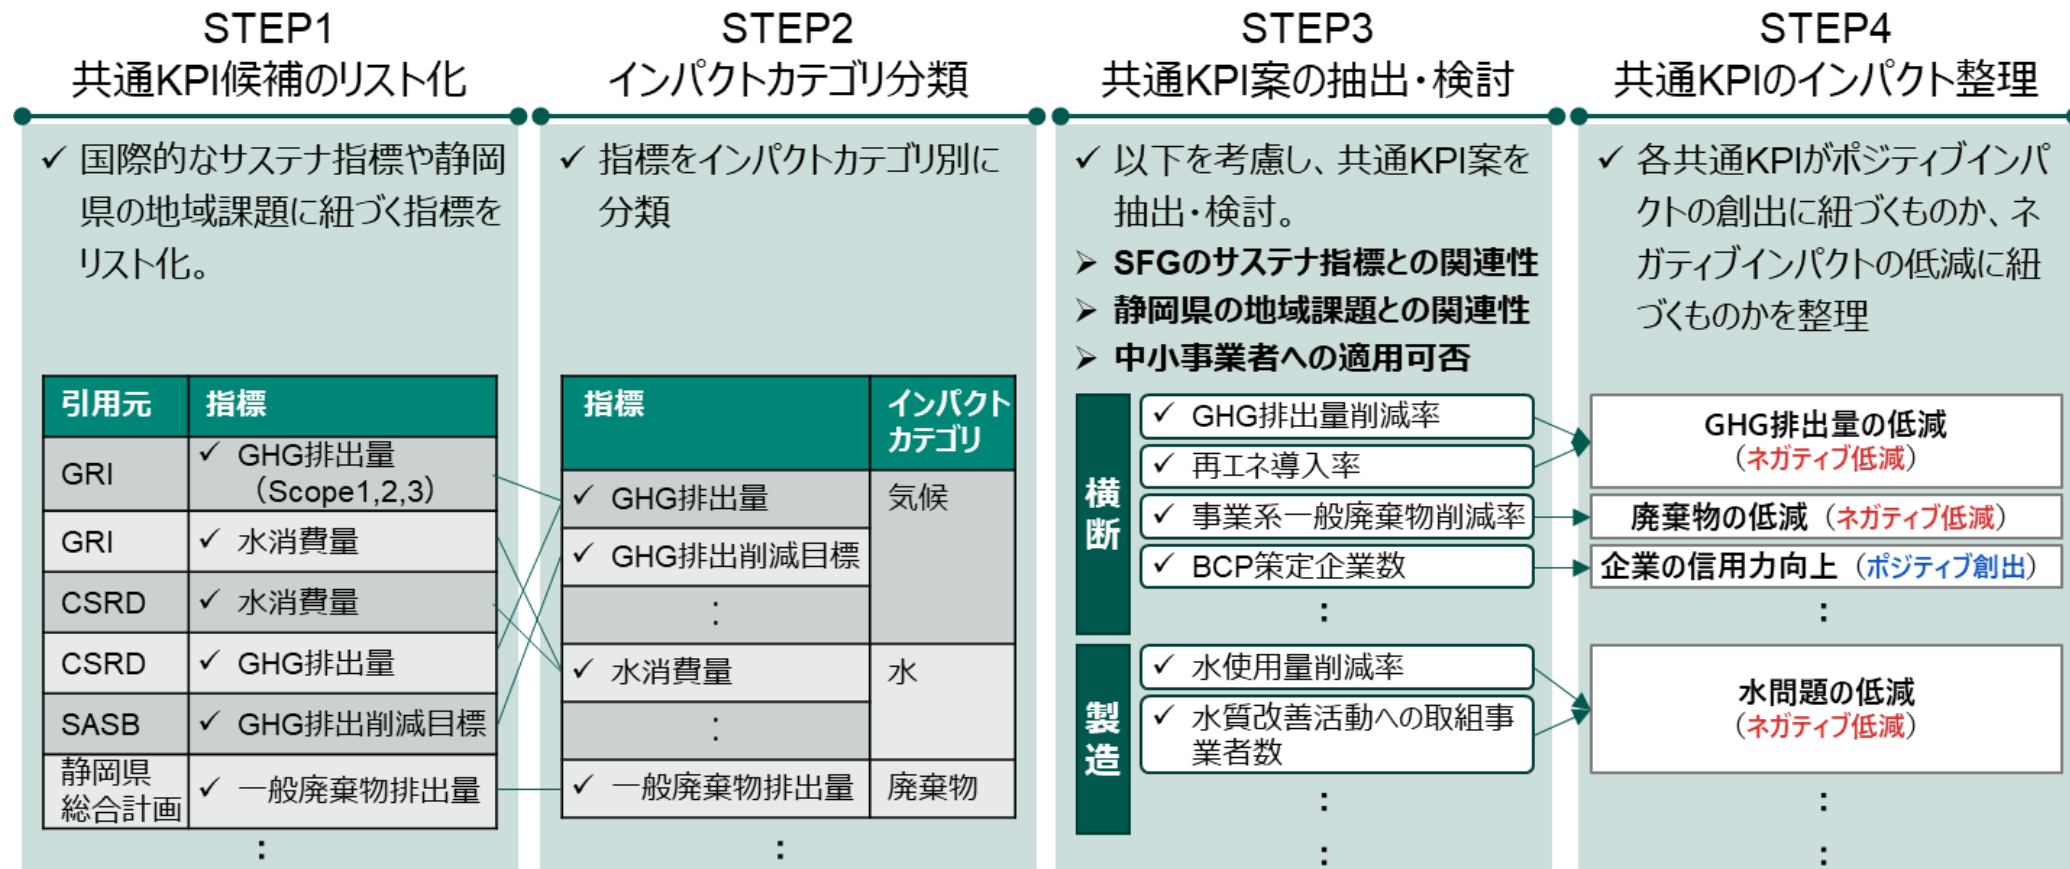 STEP1
共通KPI候補のリスト化
✓ 国際的なサステナ指標や静岡
県の地域課題に紐づく指標を
リスト化。
引用元 指標
GRI ✓ GHG排出量
（Scope1,2,3）
GRI ✓ 水消費量
CSRD ✓ 水消費量
CSRD ✓ GHG排出量
SASB ✓ GHG排出削減目標
静岡県
総合計画 ✓ 一般廃棄物排出量
：
STEP2
インパクトカテゴリ分類
✓ 指標をインパクトカテゴリ別に
分類
指標 インパクト
カテゴリ
✓ GHG排出量 気候
✓ GHG排出削減目標
：
✓ 水消費量 水
：
✓ 一般廃棄物排出量 廃棄物
：
STEP3
共通KPI案の抽出・検討
✓ 以下を考慮し、共通KPI案を
抽出・検討。
➢ SFGのサステナ指標との関連性
➢ 静岡県の地域課題との関連性
➢ 中小事業者への適用可否
横断
✓ GHG排出量削減率
✓ 再エネ導入率
✓ 事業系一般廃棄物削減率
✓ BCP策定企業数
：
製造
✓ 水使用量削減率
✓ 水質改善活動への取組事
業者数
：
：
STEP4
共通KPIのインパクト整理
✓ 各共通KPIがポジティブインパ
クトの創出に紐づくものか、ネ
ガティブインパクトの低減に紐
づくものかを整理
GHG排出量の低減
（ネガティブ低減）
廃棄物の低減（ネガティブ低減）
企業の信用力向上（ポジティブ創出）
：
水問題の低減
（ネガティブ低減）
：
：